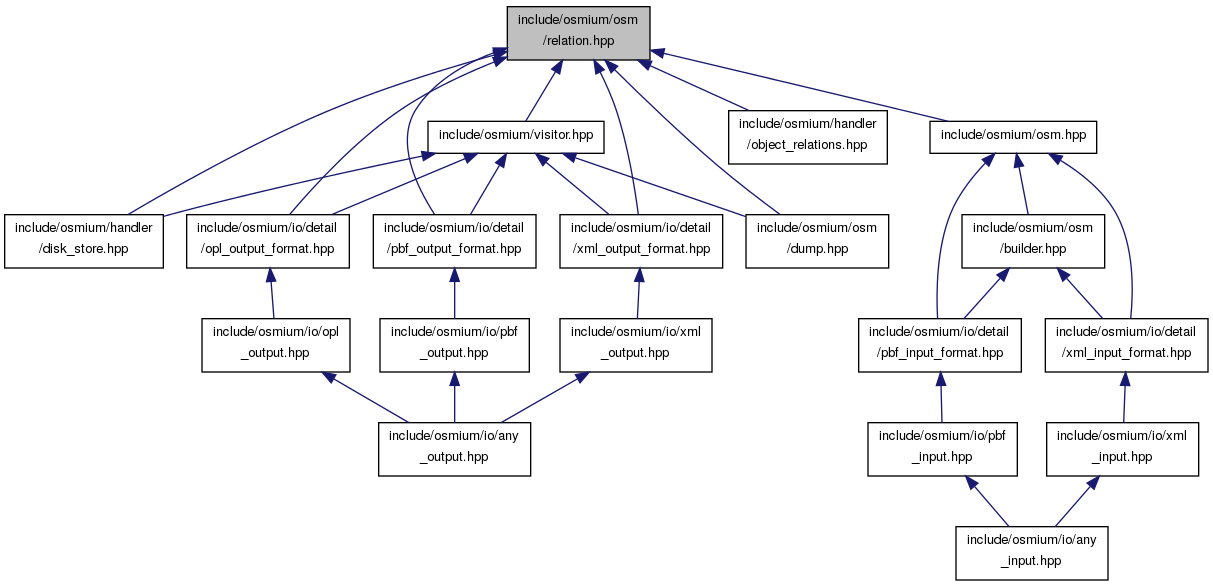 include/osmium/osm
/relation.hpp
include/osmium/visitor.hpp
include/osmium/handler
/object_relations.hpp
include/osmium/osm.hpp
include/osmium/handler
/disk_store.hpp
include/osmium/io/detail
/opl_output_format.hpp
include/osmium/io/detail
/pbf_output_format.hpp
include/osmium/io/detail
/xml_output_format.hpp
include/osmium/osm
/dump.hpp
include/osmium/osm
/builder.hpp
include/osmium/io/opl
_output.hpp
include/osmium/io/pbf
_output.hpp
include/osmium/io/xml
_output.hpp
include/osmium/io/detail
/pbf_input_format.hpp
include/osmium/io/detail
/xml_input_format.hpp
include/osmium/io/any
_output.hpp
include/osmium/io/pbf
_input.hpp
include/osmium/io/xml
_input.hpp
include/osmium/io/any
_input.hpp